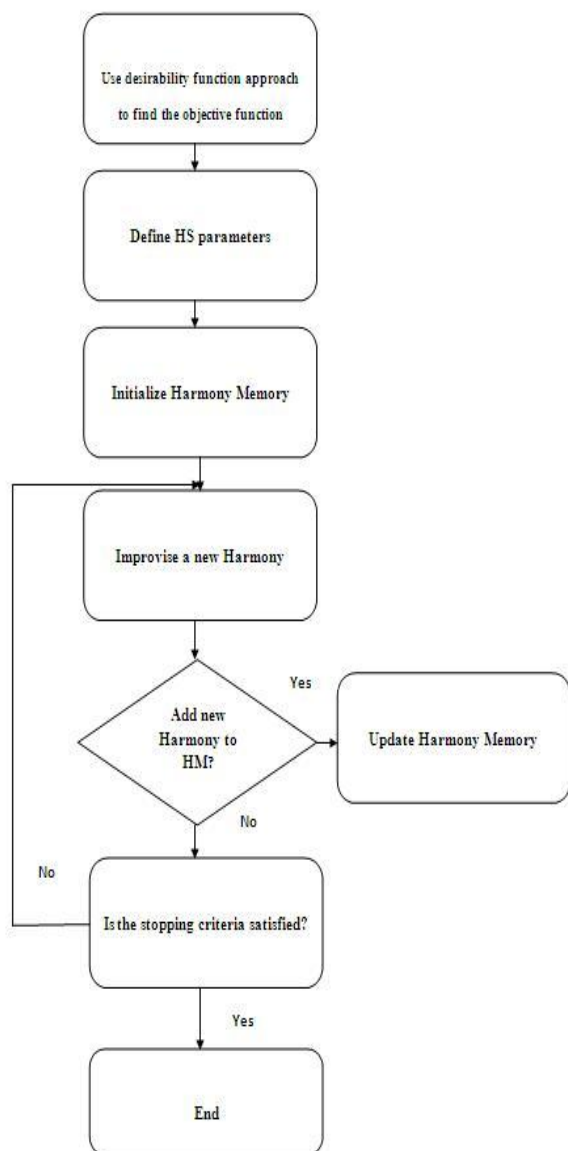 Use desirability function approach
to find the objective function
Define HS parameters
Initialize Harmony Memory
Improvise a new Harmony
Add new
Harmony to
HM?
Yes
Update Harmony Memory
No
No
Is the stopping criteria satisfied?
Yes
End